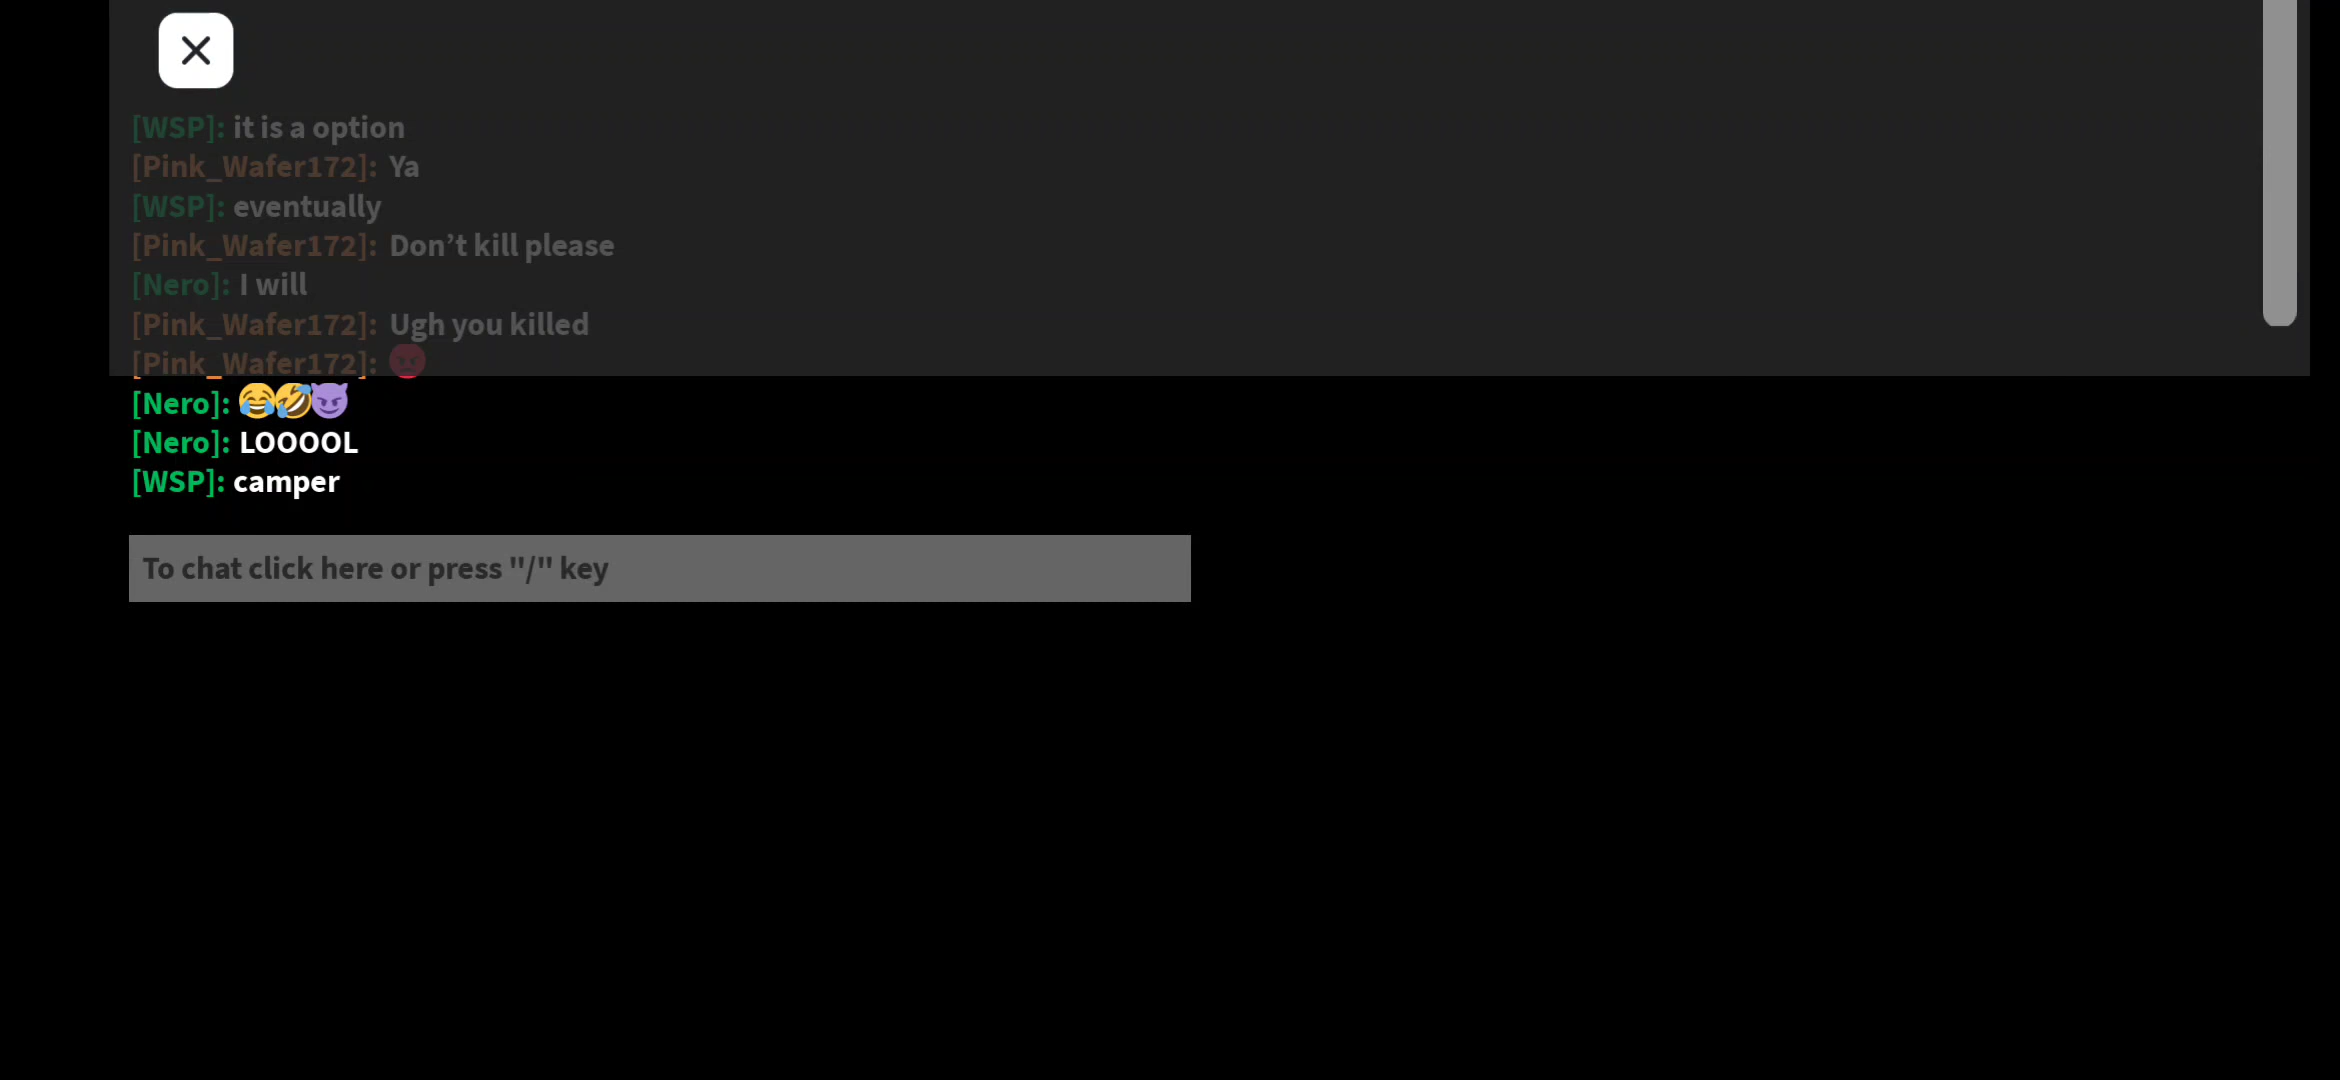 [WSP]: it is a option
[Pink_Wafer172]: Ya
[WSP]: eventually
[Pink_Wafer172]: Don’t kill please
[Nero]: I will
[Pink_Wafer172]: Ugh you killed
[Pink_Wafer172]: 😡
[Nero]: 😂🤣😈
[Nero]: LOOOOL
[WSP]: camper
To chat click here or press "/" key